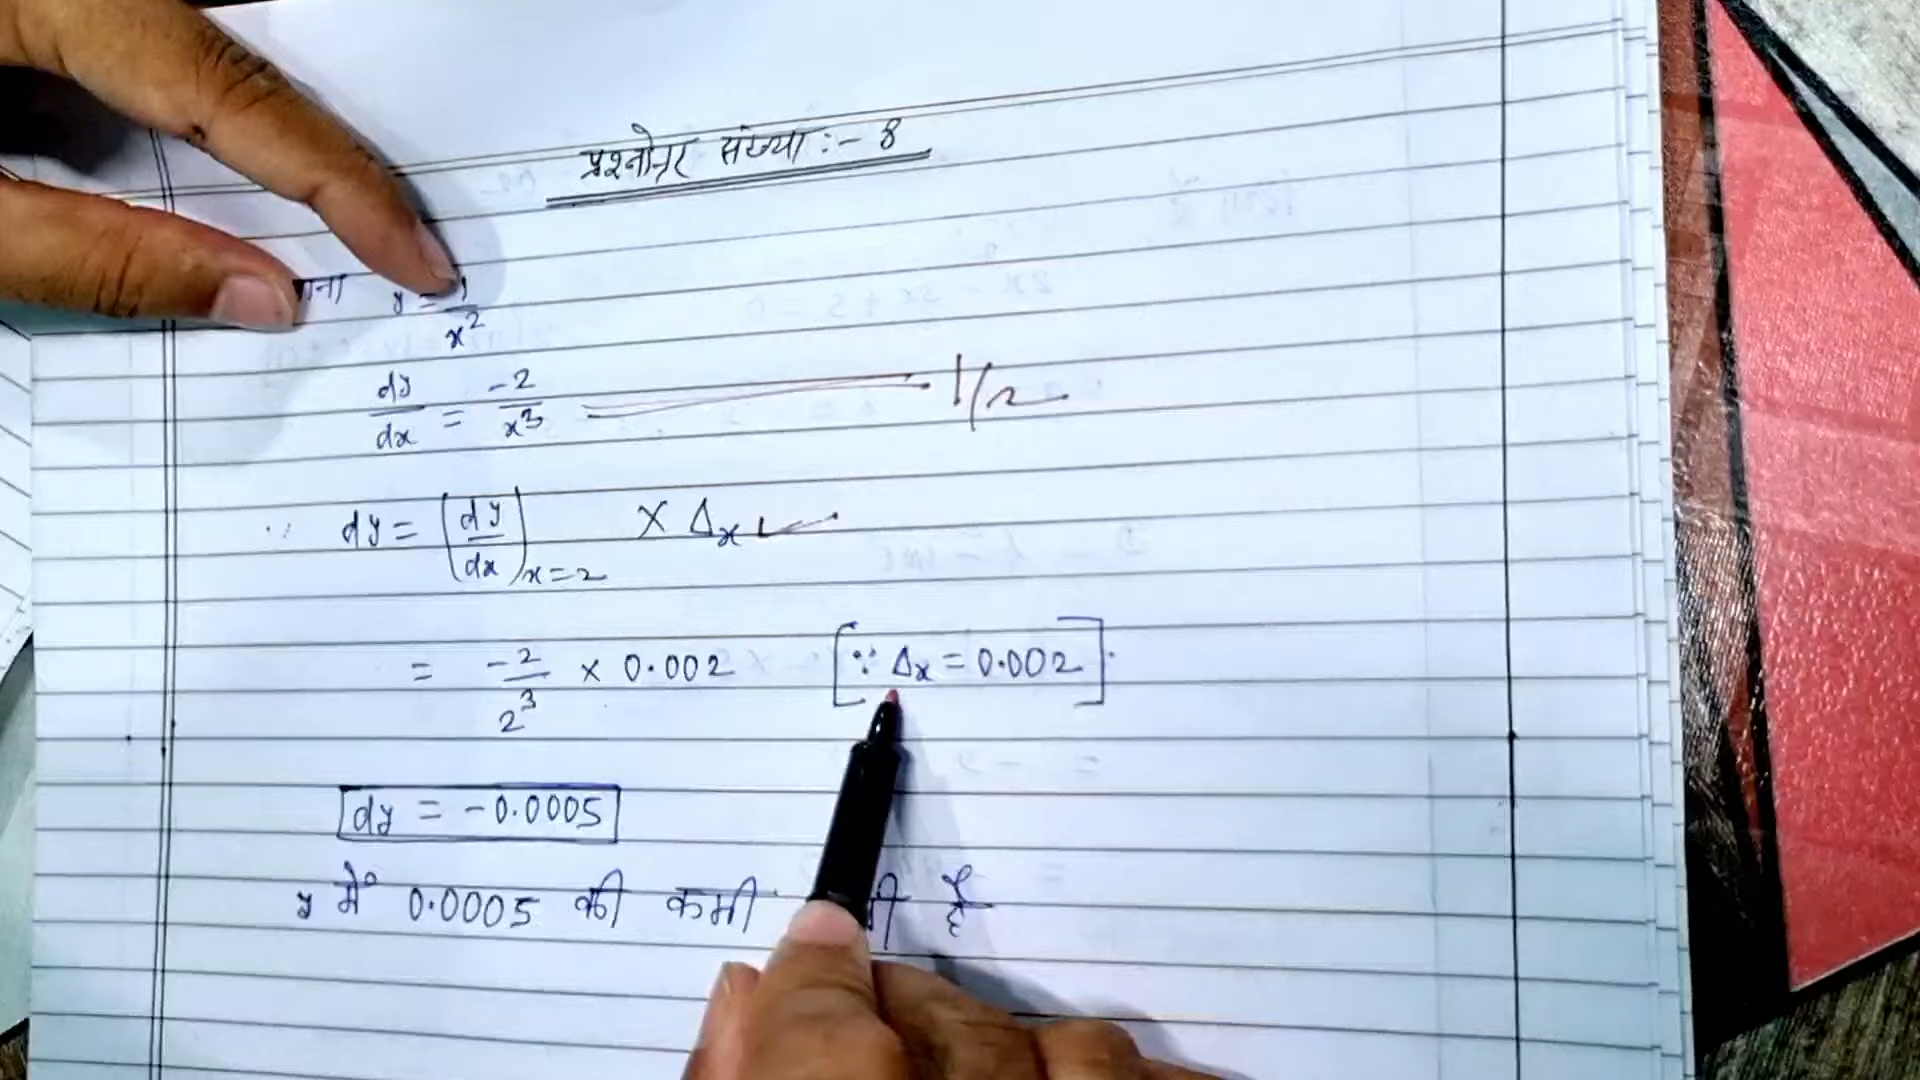 प्रश्नोत्तर संख्या :- 8
y = 1/x²
dy/dx = -2/x³ 1/2
∵ dy = (dy/dx)x=2 × Δx
= -2/2³ × 0.002 [∵ Δx = 0.002]
dy = -0.0005
y में 0.0005 की कमी है